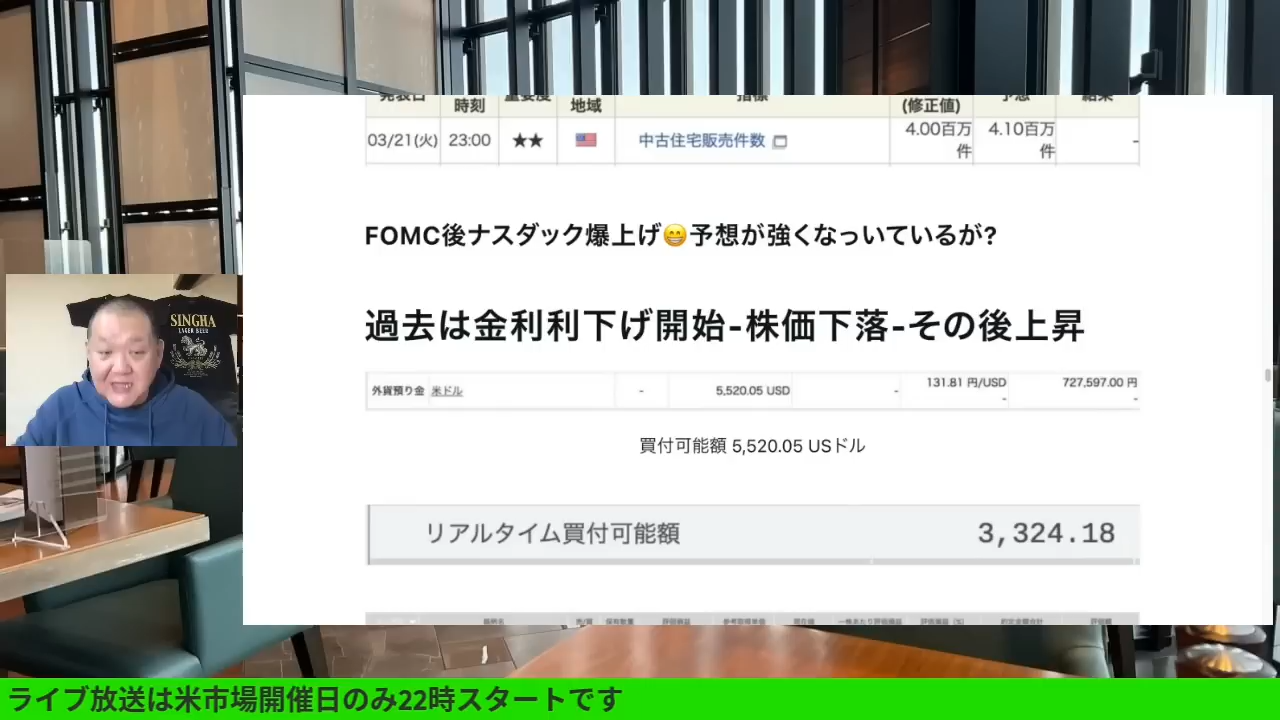 時刻
地域
(修正値)
03/21(火) 23:00 ★★ 中古住宅販売件数 4.00百万件 4.10百万件 -
FOMC後ナスダック爆上げ😁予想が強くなっいているが?
過去は金利利下げ開始-株価下落-その後上昇
外貨預り金 米ドル - 5,520.05 USD - 131.81 円/USD 727,597.00 円
- -
買付可能額 5,520.05 USドル
リアルタイム買付可能額 3,324.18
SINGHA
LAGER BEER
ライブ放送は米市場開催日のみ22時スタートです